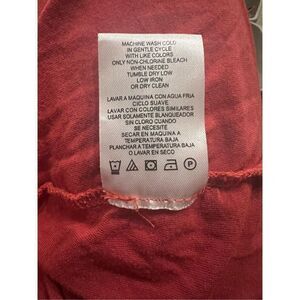 MACHINE WASH COLD
IN GENTLE CYCLE
WITH LIKE COLORS
ONLY NON-CHLORINE BLEACH
WHEN NEEDED
TUMBLE DRY LOW
LOW IRON
OR DRY CLEAN
LAVAR A MAQUINA CON AGUA FRIA
CICLO SUAVE
LAVAR CON COLORES SIMILARES
USAR SOLAMENTE BLANQUEADOR
SIN CLORO CUANDO
SE NECESITE
SECAR EN MAQUINA A
TEMPERATURA BAJA
PLANCHAR A TEMPERATURA BAJA
O LAVAR EN SECO
P